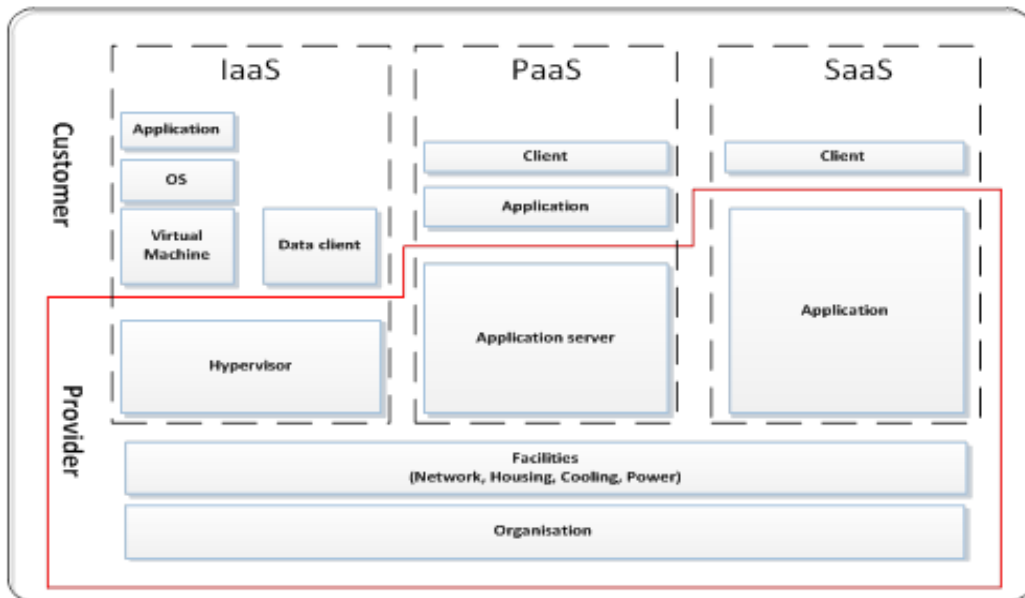 IaaS
PaaS
SaaS
Customer
Application
OS
Virtual
Machine
Data client
Client
Application
Client
Provider
Hypervisor
Application server
Application
Facilities
(Network, Housing, Cooling, Power)
Organisation